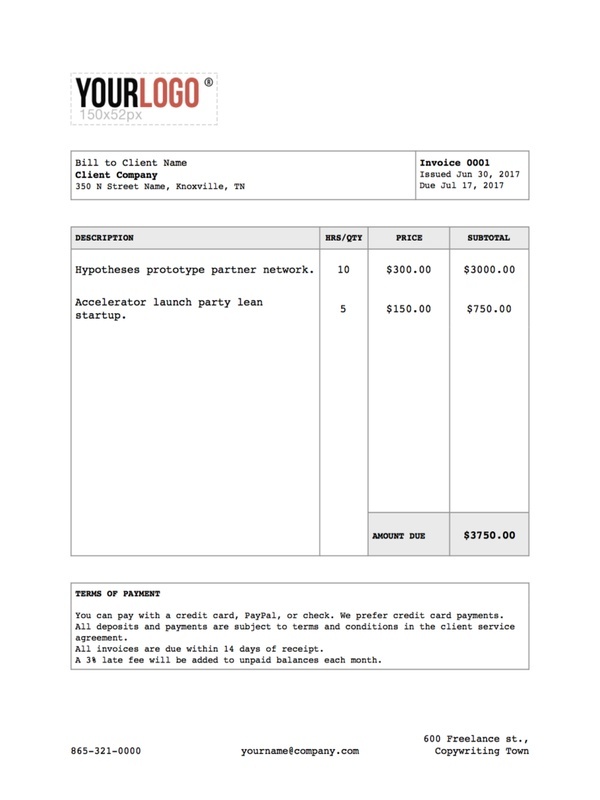 YOURLOGO®
150x52px
Bill to Client Name
Client Company
350 N Street Name, Knoxville, TN
Invoice 0001
Issued Jun 30, 2017
Due Jul 17, 2017
DESCRIPTION HRS/QTY PRICE SUBTOTAL
Hypotheses prototype partner network. 10 $300.00 $3000.00
Accelerator launch party lean
startup. 5 $150.00 $750.00
AMOUNT DUE $3750.00
TERMS OF PAYMENT
You can pay with a credit card, PayPal, or check. We prefer credit card payments.
All deposits and payments are subject to terms and conditions in the client service
agreement.
All invoices are due within 14 days of receipt.
A 3% late fee will be added to unpaid balances each month.
865-321-0000 yourname@company.com
600 Freelance st.,
Copywriting Town